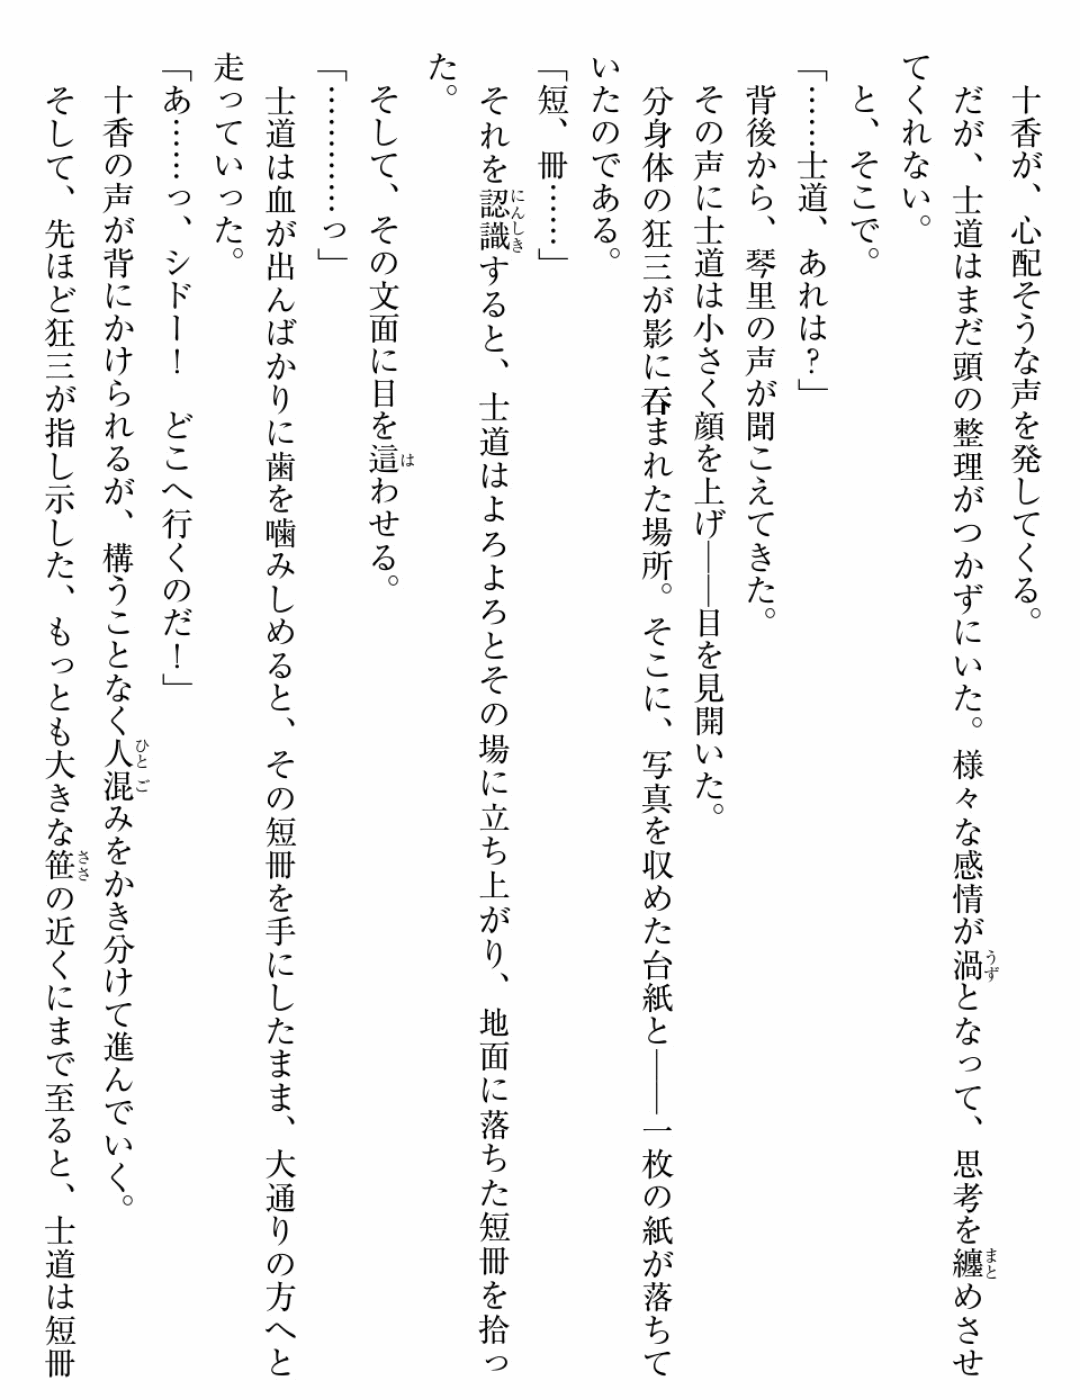 十香が、心配そうな声を発してくる。
だが、士道はまだ頭の整理がつかずにいた。様々な感情が渦となって、思考を纏めさせ
てくれない。
と、そこで。
「……士道、あれは？」
背後から、琴里の声が聞こえてきた。
その声に士道は小さく顔を上げ——目を見開いた。
分身体の狂三が影に呑まれた場所。そこに、写真を収めた台紙と——一枚の紙が落ちて
いたのである。
「短、冊……」
それを認識すると、士道はよろよろとその場に立ち上がり、地面に落ちた短冊を拾っ
た。
そして、その文面に目を這わせる。
「…………っ」
士道は血が出んばかりに歯を噛みしめると、その短冊を手にしたまま、大通りの方へと
走っていった。
「あ……っ、シドー！　どこへ行くのだ！」
十香の声が背にかけられるが、構うことなく人混みをかき分けて進んでいく。
そして、先ほど狂三が指し示した、もっとも大きな笹の近くにまで至ると、士道は短冊